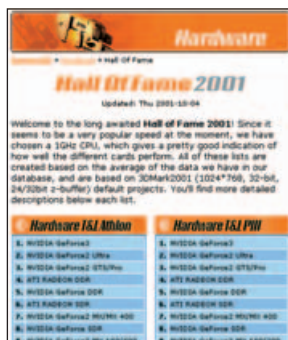 Hardware
» Hall Of Fame
Hall Of Fame 2001
Updated: Thu 2001-10-04
Welcome to the long awaited Hall of Fame 2001! Since it
seems to be a very popular speed at the moment, we have
chosen a 1GHz CPU, which gives a pretty good indication of
how well the different cards perform. All of these lists are
created based on the average of the data we have in our
database, and are based on 3DMark2001 (1024*768, 32-bit,
24/32bit z-buffer) default projects. You'll find more detailed
descriptions below each list.
Hardware T&L Athlon
1. NVIDIA GeForce3
2. NVIDIA GeForce2 Ultra
3. NVIDIA GeForce2 GTS/Pro
4. ATI RADEON DDR
5. NVIDIA GeForce DDR
6. ATI RADEON SDR
7. NVIDIA GeForce2 MX/MX 400
8. NVIDIA GeForce SDR
Hardware T&L PIII
1. NVIDIA GeForce3
2. NVIDIA GeForce2 Ultra
3. NVIDIA GeForce2 GTS/Pro
4. ATI RADEON DDR
5. NVIDIA GeForce DDR
6. ATI RADEON SDR
7. NVIDIA GeForce2 MX/MX 400
8. NVIDIA GeForce SDR